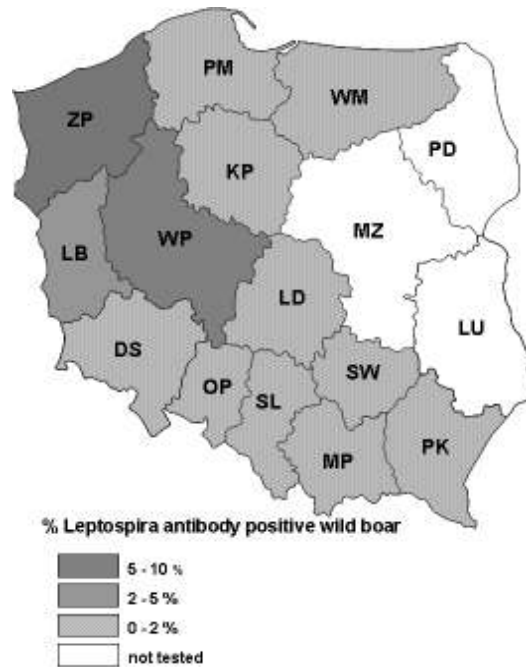 PM
WM
ZP
PD
KP
WP
MZ
LB
LD
LU
DS
SW
OP
SL
PK
MP
% Leptospira antibody positive wild boar
5 - 10 %
2 - 5 %
0 - 2 %
not tested